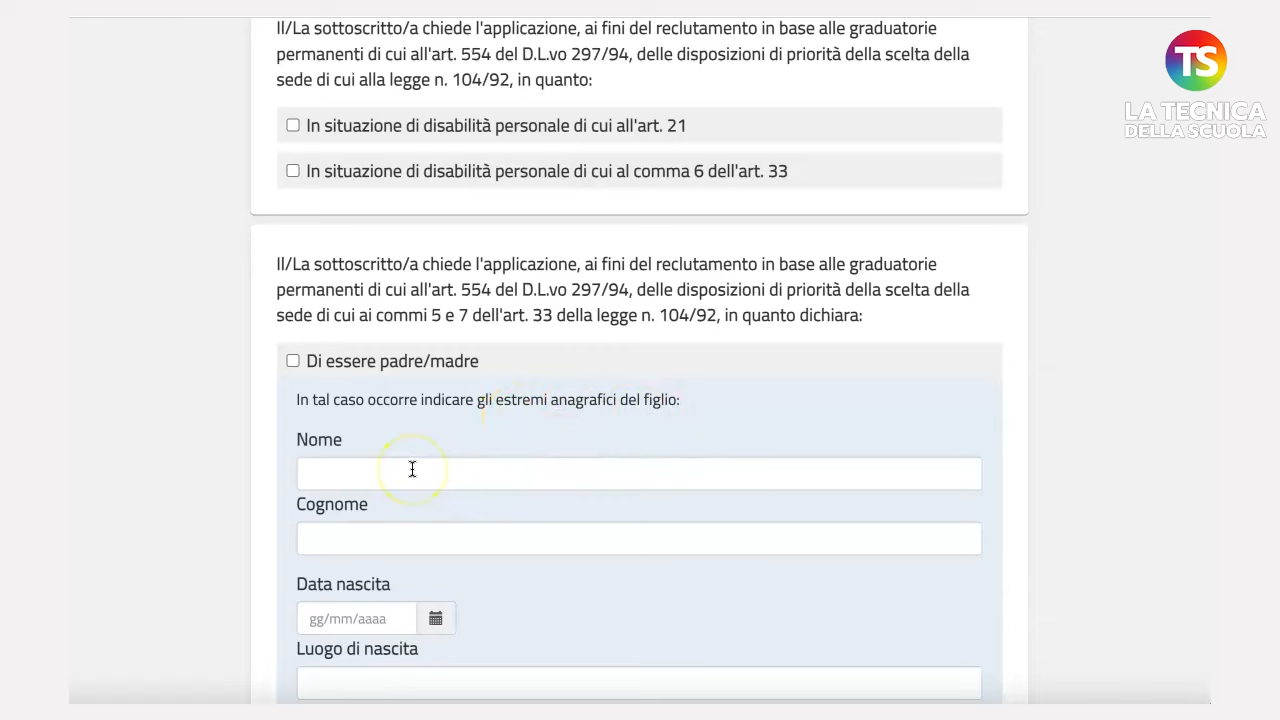 Il/La sottoscritto/a chiede l'applicazione, ai fini del reclutamento in base alle graduatorie
permanenti di cui all'art. 554 del D.L.vo 297/94, delle disposizioni di priorità della scelta della
sede di cui alla legge n. 104/92, in quanto:
TS
LA TECNICA
DELLA SCUOLA
In situazione di disabilità personale di cui all'art. 21
In situazione di disabilità personale di cui al comma 6 dell'art. 33
Il/La sottoscritto/a chiede l'applicazione, ai fini del reclutamento in base alle graduatorie
permanenti di cui all'art. 554 del D.L.vo 297/94, delle disposizioni di priorità della scelta della
sede di cui ai commi 5 e 7 dell'art. 33 della legge n. 104/92, in quanto dichiara:
Di essere padre/madre
In tal caso occorre indicare gli estremi anagrafici del figlio:
Nome
Cognome
Data nascita
gg/mm/aaaa
Luogo di nascita